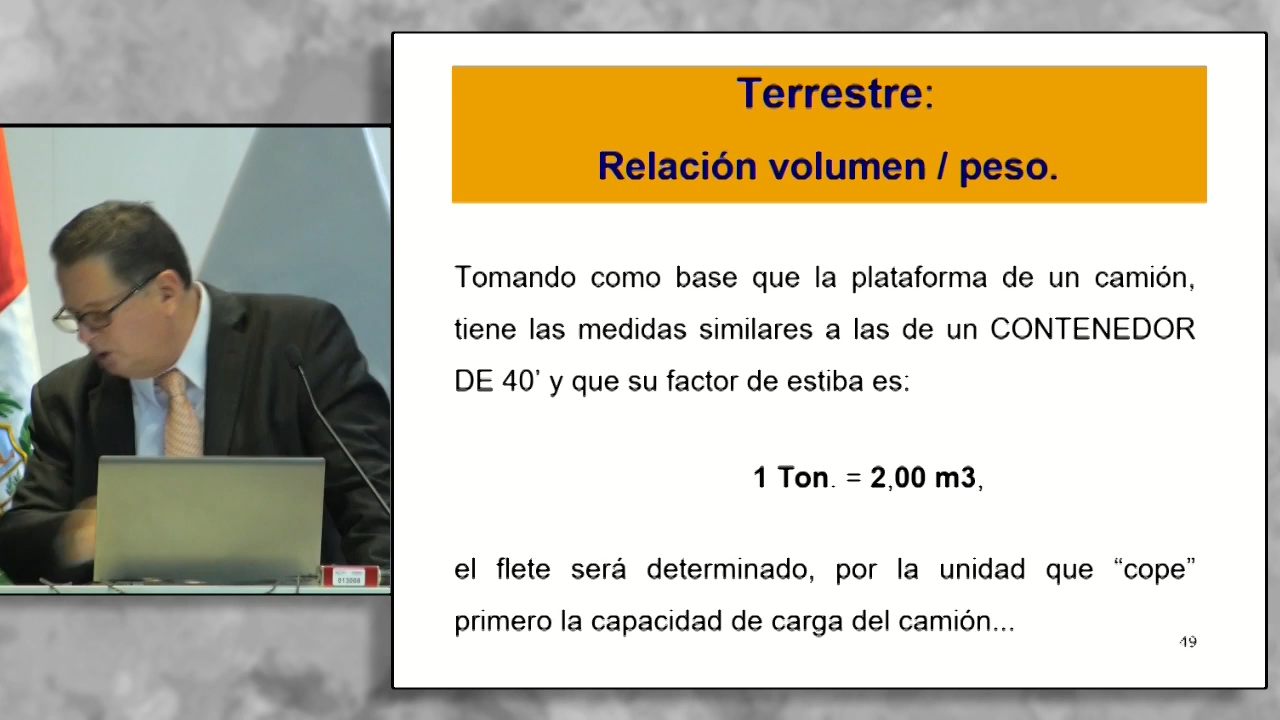 Terrestre:
Relación volumen / peso.
Tomando como base que la plataforma de un camión,
tiene las medidas similares a las de un CONTENEDOR
DE 40’ y que su factor de estiba es:
1 Ton. = 2,00 m3,
el flete será determinado, por la unidad que “cope”
primero la capacidad de carga del camión...
49
013008